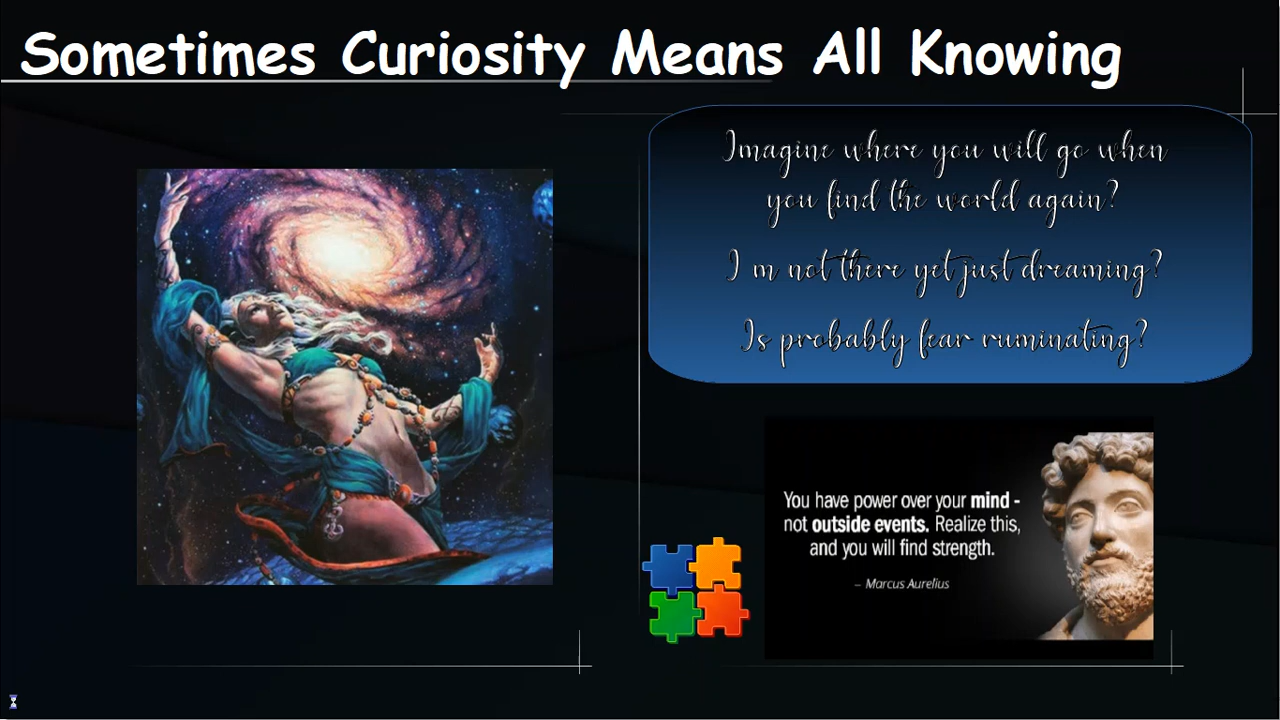 Sometimes Curiosity Means All Knowing
Imagine where you will go when
you find the world again?
I m not there yet just dreaming?
Is probably fear ruminating?
You have power over your mind -
not outside events. Realize this,
and you will find strength.
– Marcus Aurelius